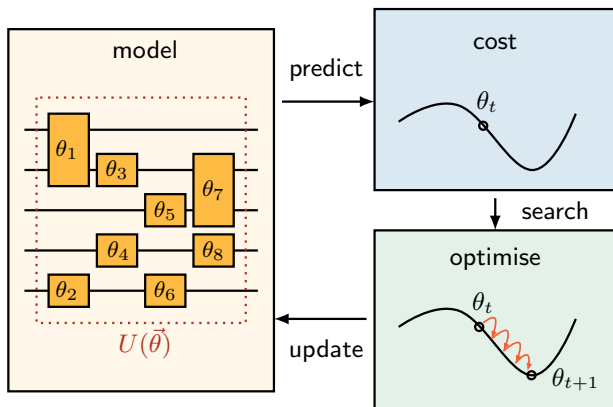 model
θ₁
θ₃
θ₇
θ₅
θ₄
θ₈
θ₂
θ₆
U(θ⃗)
predict
cost
θₜ
search
optimise
θₜ
θₜ₊₁
update